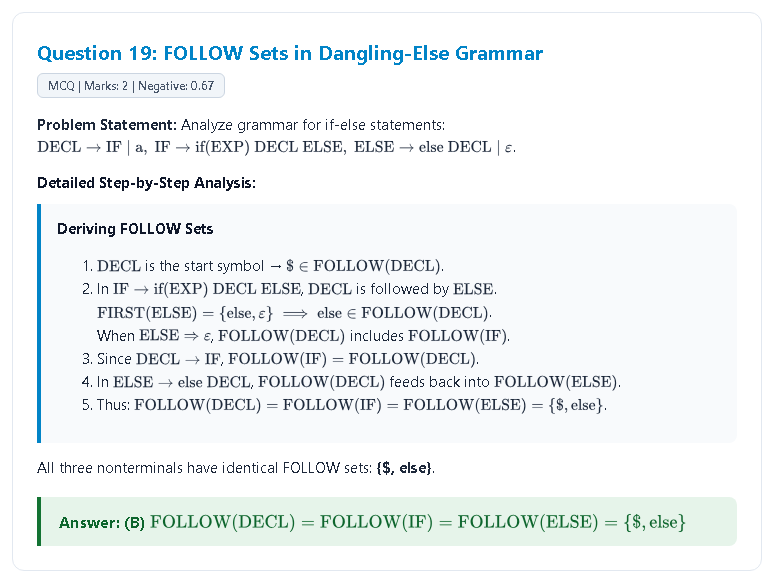 Question 19: FOLLOW Sets in Dangling-Else Grammar
MCQ | Marks: 2 | Negative: 0.67
Problem Statement: Analyze grammar for if-else statements:
DECL → IF | a, IF → if(EXP) DECL ELSE, ELSE → else DECL | ε.
Detailed Step-by-Step Analysis:
Deriving FOLLOW Sets
1. DECL is the start symbol → $ ∈ FOLLOW(DECL).
2. In IF → if(EXP) DECL ELSE, DECL is followed by ELSE.
FIRST(ELSE) = {else, ε} ⟹ else ∈ FOLLOW(DECL).
When ELSE ⇒ ε, FOLLOW(DECL) includes FOLLOW(IF).
3. Since DECL → IF, FOLLOW(IF) = FOLLOW(DECL).
4. In ELSE → else DECL, FOLLOW(DECL) feeds back into FOLLOW(ELSE).
5. Thus: FOLLOW(DECL) = FOLLOW(IF) = FOLLOW(ELSE) = {$, else}.
All three nonterminals have identical FOLLOW sets: {$, else}.
Answer: (B) FOLLOW(DECL) = FOLLOW(IF) = FOLLOW(ELSE) = {$, else}